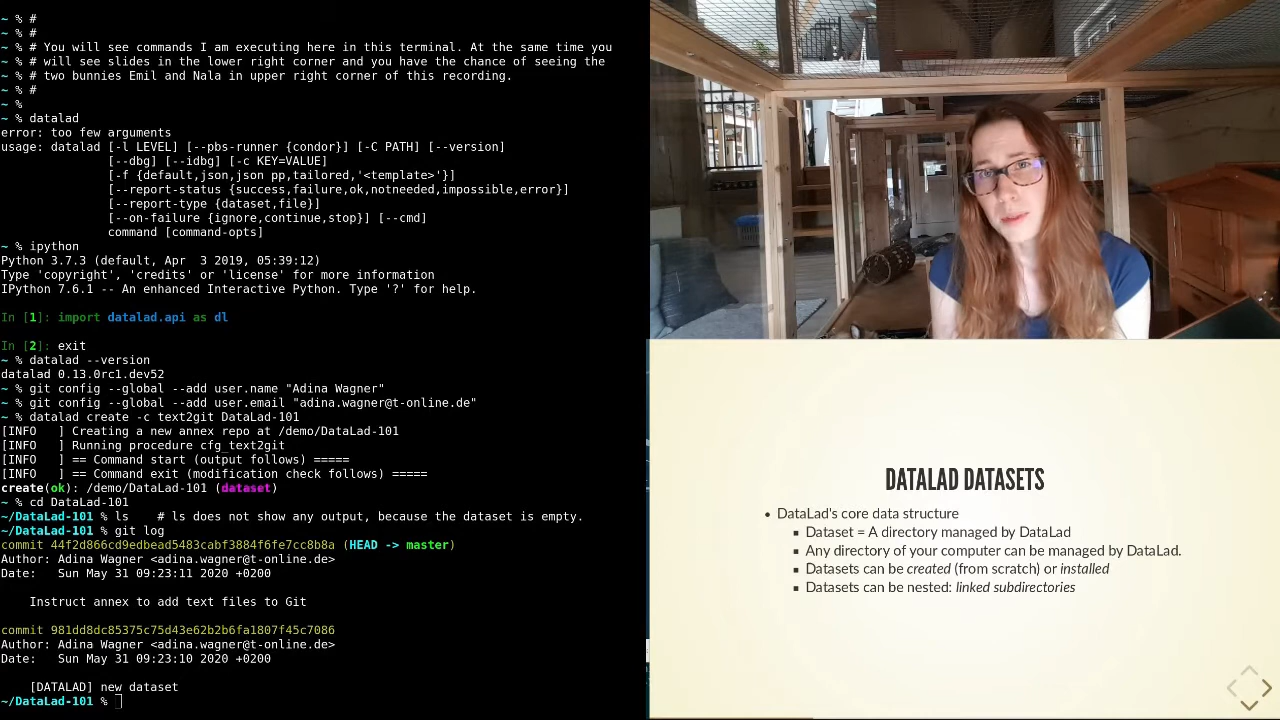 ~ % #
~ % #
~ % # You will see commands I am executing here in this terminal. At the same time you
~ % # view the slides in the lower right corner and you have the chance of seeing the
~ % # two hamsters and Nala in upper right corner of this recording.
~ % #
~ %
~ % datalad
error: too few arguments
usage: datalad [-l LEVEL] [--pbs-runner {condor}] [-C PATH] [--version]
[--dbg] [--idbg] [-c KEY=VALUE]
[-f {default,json,json_pp,tailored,'<template>'}]
[--report-status {success,failure,ok,notneeded,impossible,error}]
[--report-type {dataset,file}]
[--on-failure {ignore,continue,stop}] [--cmd]
command [command-opts]
~ % ipython
Python 3.7.3 (default, Apr  3 2019, 05:39:12)
Type 'copyright', 'credits' or 'license' for more information
IPython 7.6.1 -- An enhanced Interactive Python. Type '?' for help.
In [1]: import datalad.api as dl
In [2]: exit
~ % datalad --version
datalad 0.13.0rc1.dev52
~ % git config --global --add user.name "Adina Wagner"
~ % git config --global --add user.email "adina.wagner@t-online.de"
~ % datalad create -c text2git DataLad-101
[INFO   ] Creating a new annex repo at /demo/DataLad-101
[INFO   ] Running procedure cfg_text2git
[INFO   ] == Command start (output follows) =====
[INFO   ] == Command exit (modification check follows) =====
create(ok): /demo/DataLad-101 (dataset)
~ % cd DataLad-101
~/DataLad-101 % ls    # ls does not show any output, because the dataset is empty.
~/DataLad-101 % git log
commit 44f2d866cd9edbead5483cabf3884f6fe7cc8b8a (HEAD -> master)
Author: Adina Wagner <adina.wagner@t-online.de>
Date:   Sun May 31 09:23:11 2020 +0200
Instruct annex to add text files to Git
commit 981dd8dc85375c75d43e62b2b6fa1807f45c7086
Author: Adina Wagner <adina.wagner@t-online.de>
Date:   Sun May 31 09:23:10 2020 +0200
[DATALAD] new dataset
~/DataLad-101 %
DATALAD DATASETS
• DataLad's core data structure
▪ Dataset = A directory managed by DataLad
▪ Any directory of your computer can be managed by DataLad.
▪ Datasets can be created (from scratch) or installed
▪ Datasets can be nested: linked subdirectories